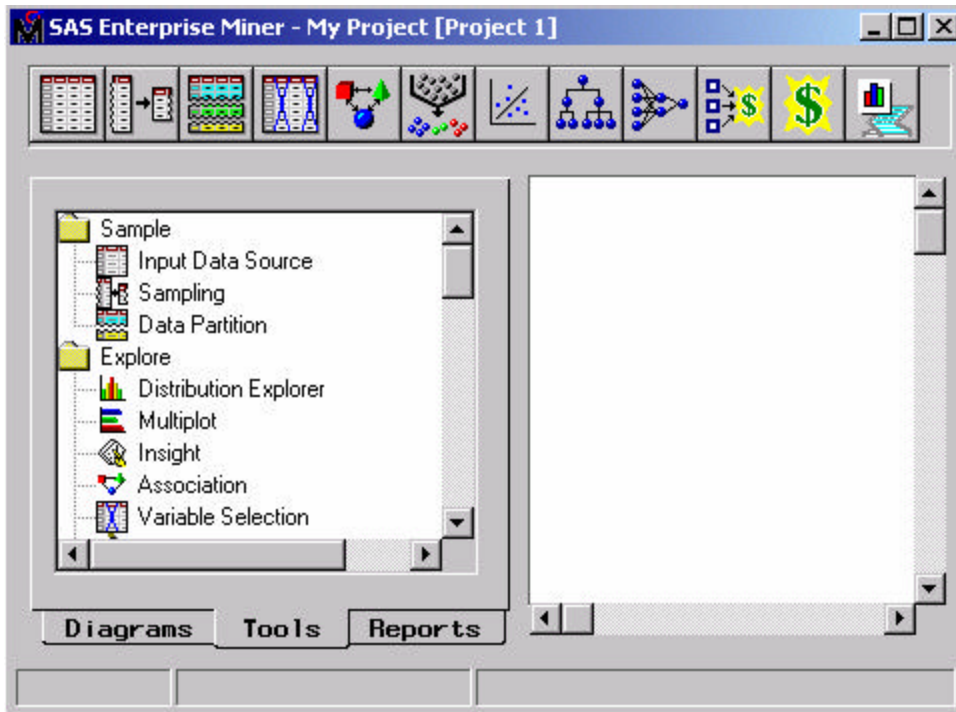 SAS Enterprise Miner - My Project [Project 1]
$
$
Sample
Input Data Source
Sampling
Data Partition
Explore
Distribution Explorer
Multiplot
Insight
Association
Variable Selection
Diagrams
Tools
Reports